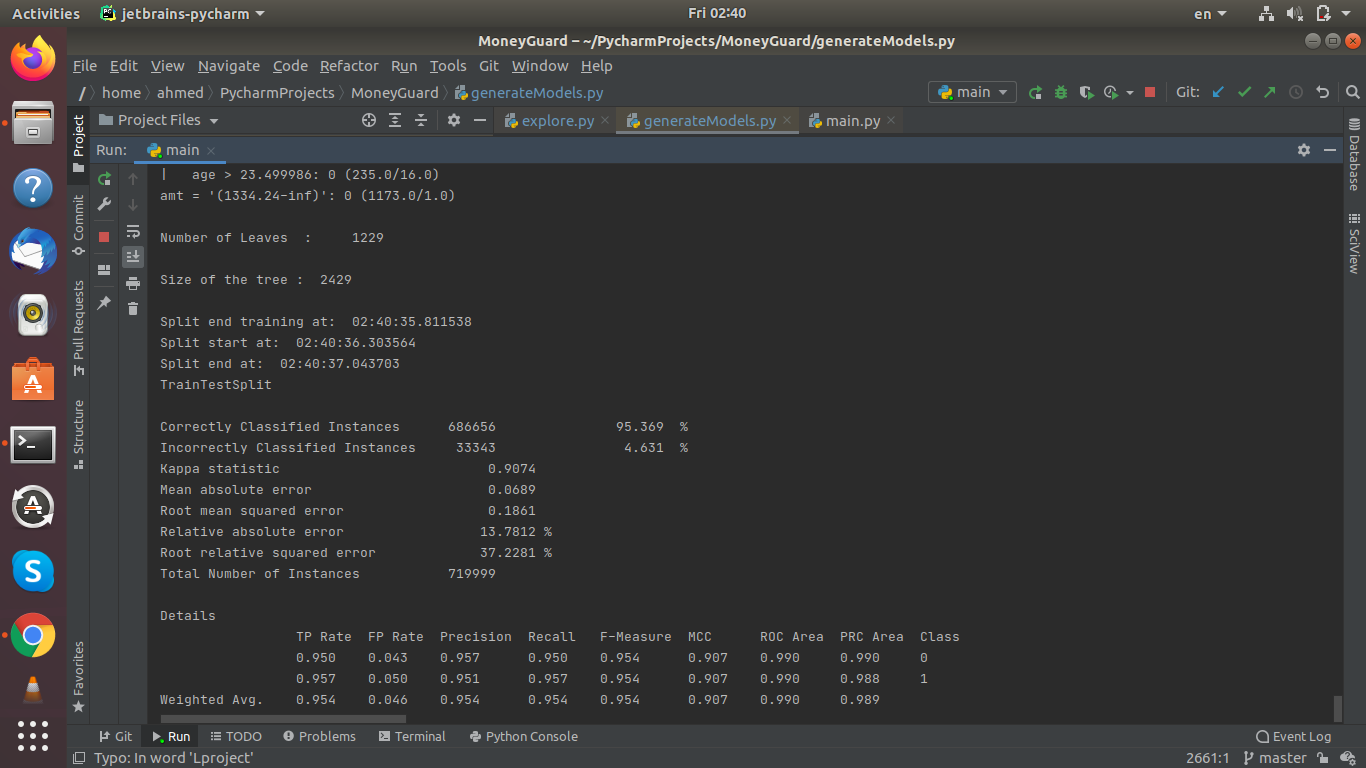 Activities jetbrains-pycharm Fri 02:40 en
MoneyGuard – ~/PycharmProjects/MoneyGuard/generateModels.py
File Edit View Navigate Code Refactor Run Tools Git Window Help
/ home ahmed PycharmProjects MoneyGuard generateModels.py main Git:
Project Files explore.py generateModels.py main.py
Run: main
| age > 23.499986: 0 (235.0/16.0)
amt = '(1334.24-inf)': 0 (1173.0/1.0)
Number of Leaves : 1229
Size of the tree : 2429
Split end training at: 02:40:35.811538
Split start at: 02:40:36.303564
Split end at: 02:40:37.043703
TrainTestSplit
Correctly Classified Instances 686656 95.369 %
Incorrectly Classified Instances 33343 4.631 %
Kappa statistic 0.9074
Mean absolute error 0.0689
Root mean squared error 0.1861
Relative absolute error 13.7812 %
Root relative squared error 37.2281 %
Total Number of Instances 719999
Details
TP Rate FP Rate Precision Recall F-Measure MCC ROC Area PRC Area Class
0.950 0.043 0.957 0.950 0.954 0.907 0.990 0.990 0
0.957 0.050 0.951 0.957 0.954 0.907 0.990 0.988 1
Weighted Avg. 0.954 0.046 0.954 0.954 0.954 0.907 0.990 0.989
Project
Commit
Pull Requests
Structure
Favorites
Database
SciView
Git Run TODO Problems Terminal Python Console Event Log
Typo: In word 'Lproject' 2661:1 master